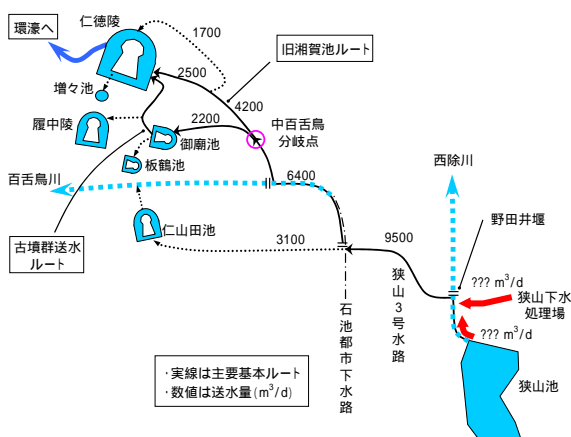 仁徳陵
環濠へ
1700
旧湘賀池ルート
2500
増々池
4200
履中陵
2200
御廟池
中百舌鳥
分岐点
板鶴池
百舌鳥川
6400
西除川
仁山田池
野田井堰
古墳群送水
ルート
3100
9500
??? m³/d
狭山下水
処理場
狭山3号水路
石池都市下水路
??? m³/d
・実線は主要基本ルート
・数値は送水量(m³/d)
狭山池